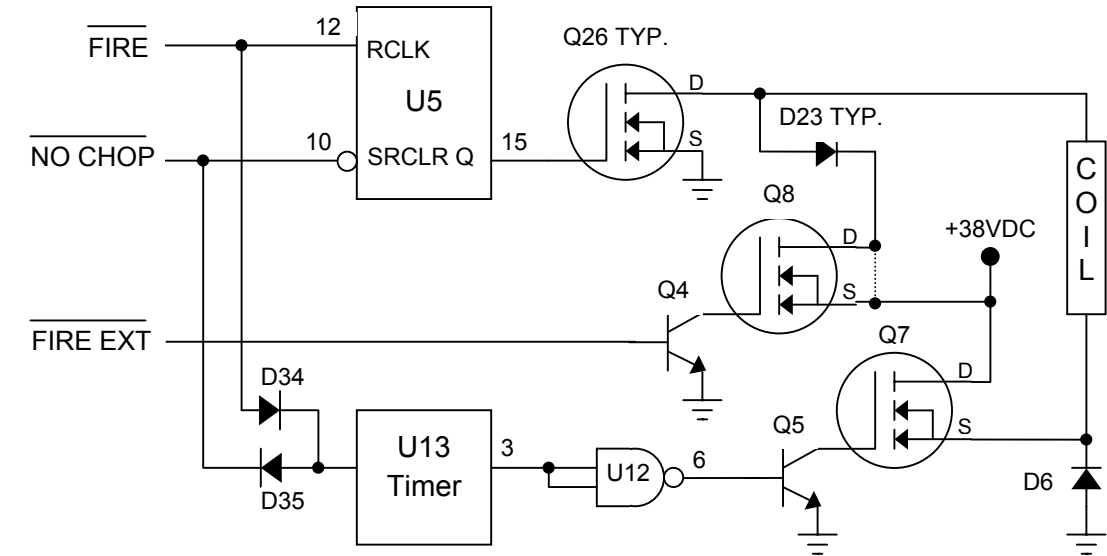 FIRE
12
RCLK
U5
NO CHOP
10
SRCLR Q
15
Q26 TYP.
D
S
D23 TYP.
Q8
D
S
+38VDC
COIL
FIRE EXT
Q4
Q7
D
S
D34
D35
U13
Timer
3
U12
6
Q5
D6